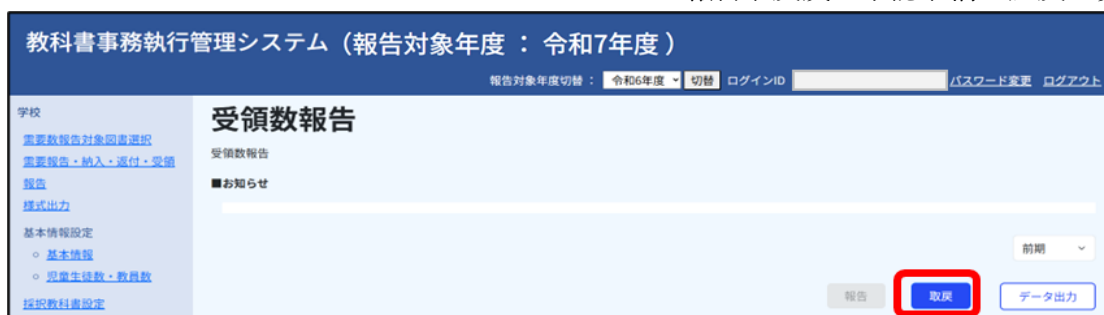 教科書事務執行管理システム（報告対象年度 ： 令和7年度 ）
報告対象年度切替： 令和6年度 切替 ログインID パスワード変更 ログアウト
学校
需要数報告対象図書選択
需要報告・納入・返付・受領
報告
様式出力
基本情報設定
基本情報
児童生徒数・教員数
採択教科書設定
受領数報告
受領数報告
■お知らせ
前期
報告 取戻 データ出力